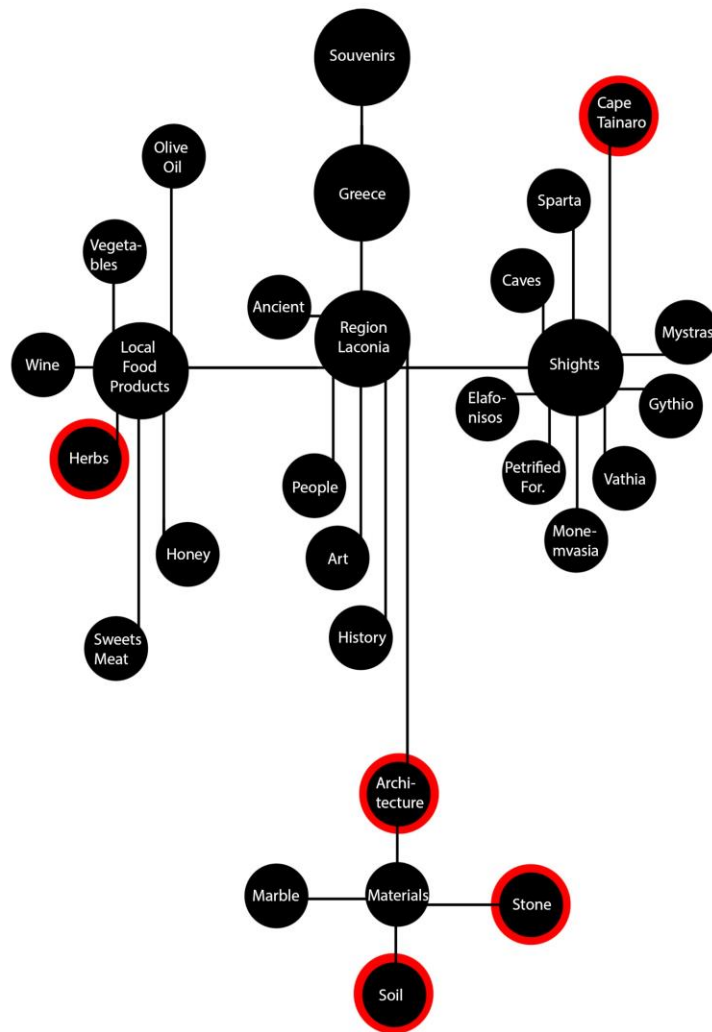 Souvenirs
Cape
Tainaro
Olive
Oil
Greece
Sparta
Vegeta-
bles
Caves
Ancient
Region
Laconia
Mystras
Wine
Local
Food
Products
Shights
Elafo-
nisos
Gythio
Herbs
People
Petrified
For.
Vathia
Honey
Art
Mone-
mvasia
Sweets
Meat
History
Archi-
tecture
Marble
Materials
Stone
Soil